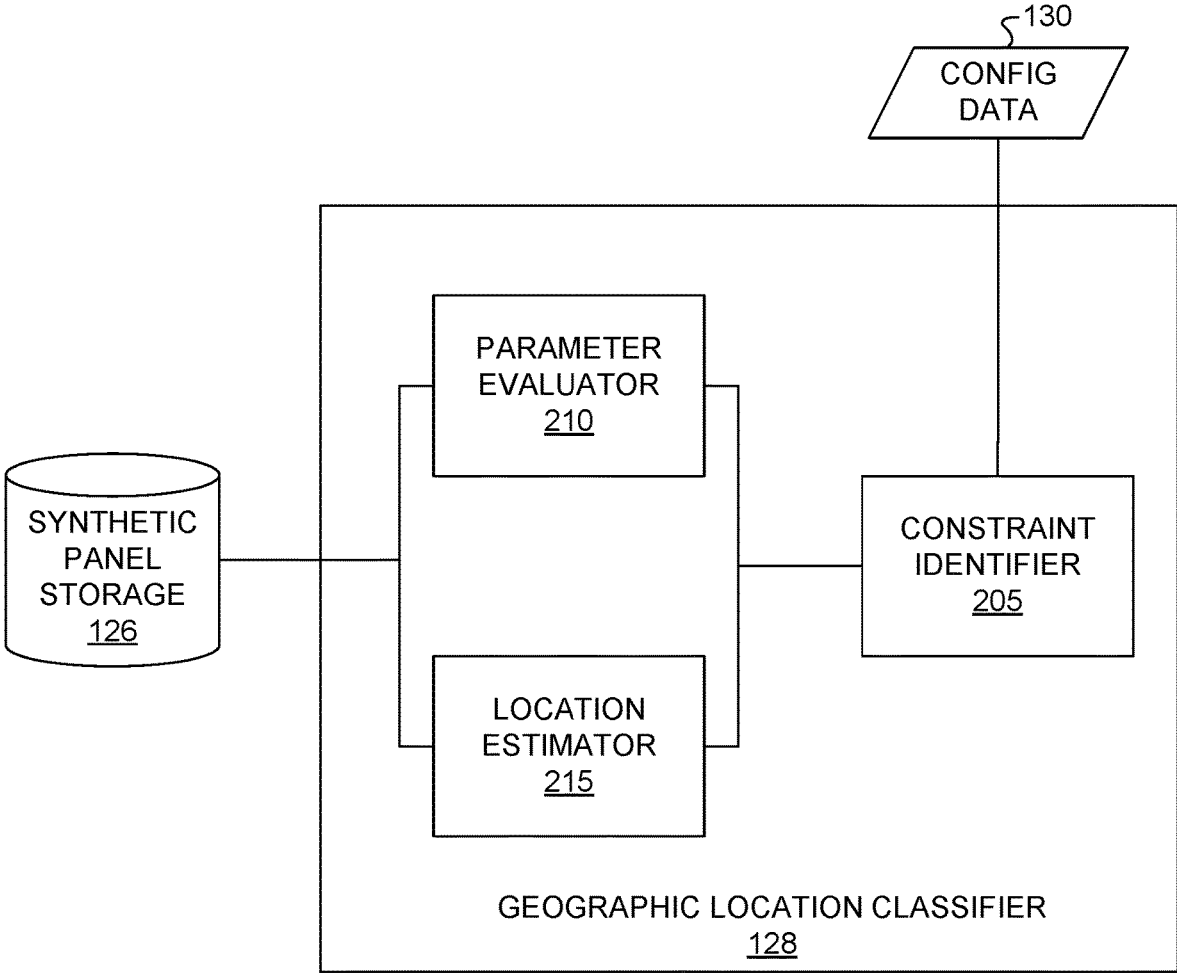 130
CONFIG
DATA
PARAMETER
EVALUATOR
210
SYNTHETIC
PANEL
STORAGE
126
CONSTRAINT
IDENTIFIER
205
LOCATION
ESTIMATOR
215
GEOGRAPHIC LOCATION CLASSIFIER
128